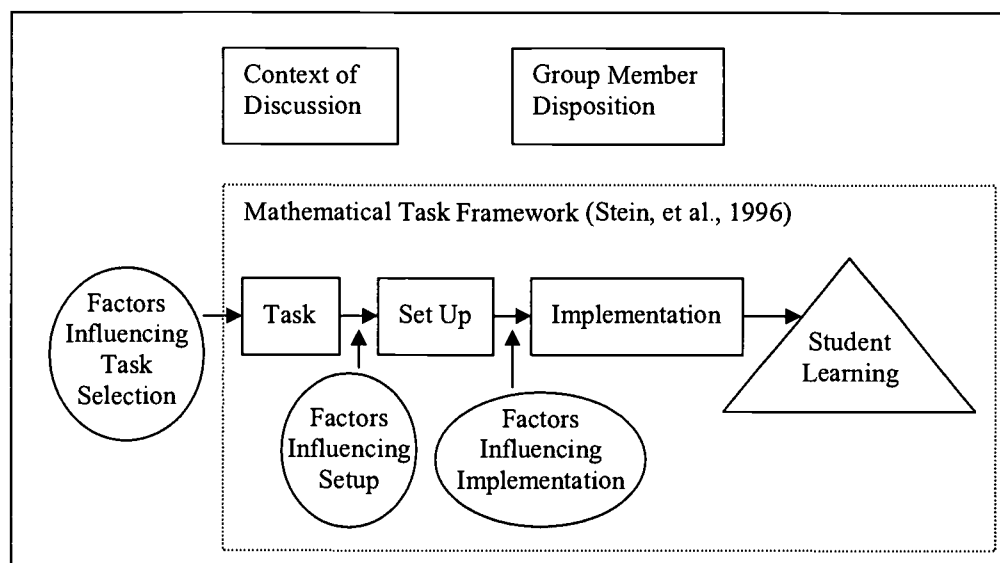 Context of
Discussion
Group Member
Disposition
Mathematical Task Framework (Stein, et al., 1996)
Factors
Influencing
Task
Selection
Task
Set Up
Implementation
Student
Learning
Factors
Influencing
Setup
Factors
Influencing
Implementation